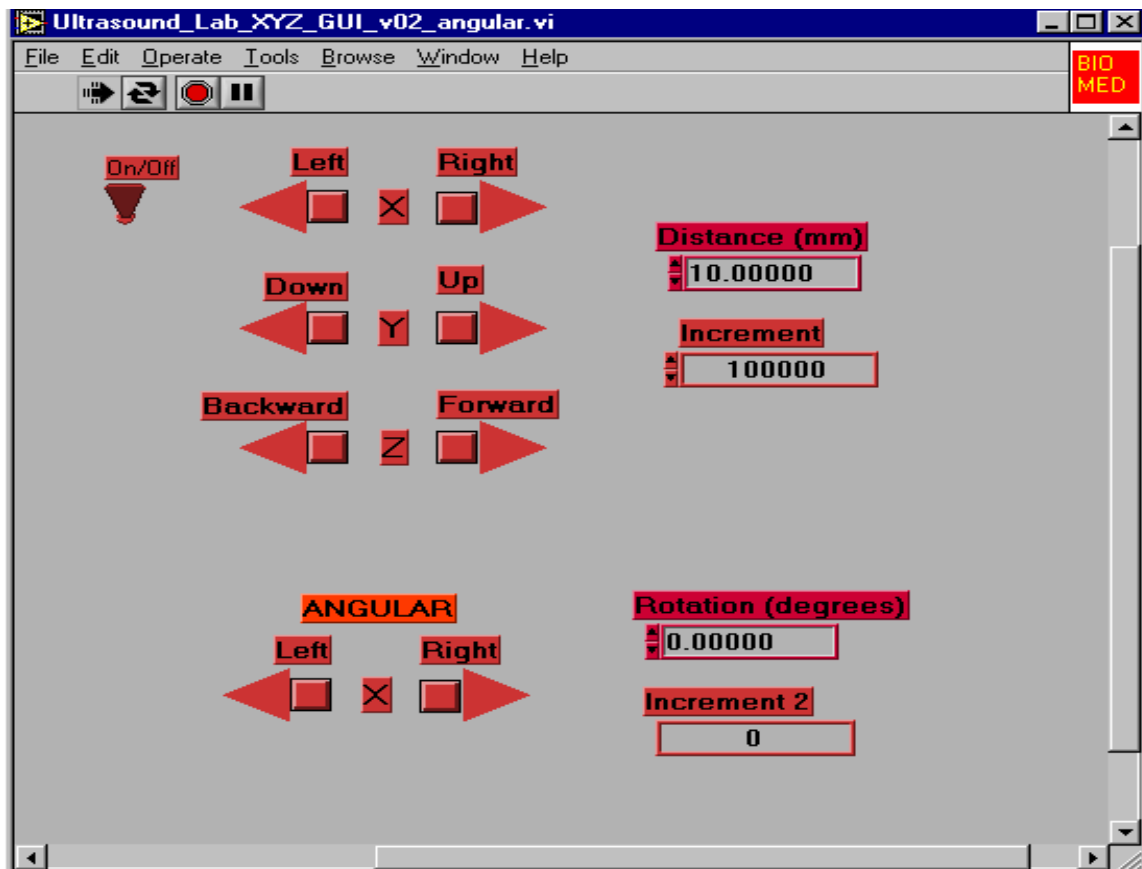 Ultrasound_Lab_XYZ_GUI_v02_angular.vi
File Edit Operate Tools Browse Window Help
BIO
MED
On/Off
Left Right
X
Distance (mm)
10.00000
Down Up
Y
Increment
100000
Backward Forward
Z
ANGULAR
Left Right
X
Rotation (degrees)
0.00000
Increment 2
0